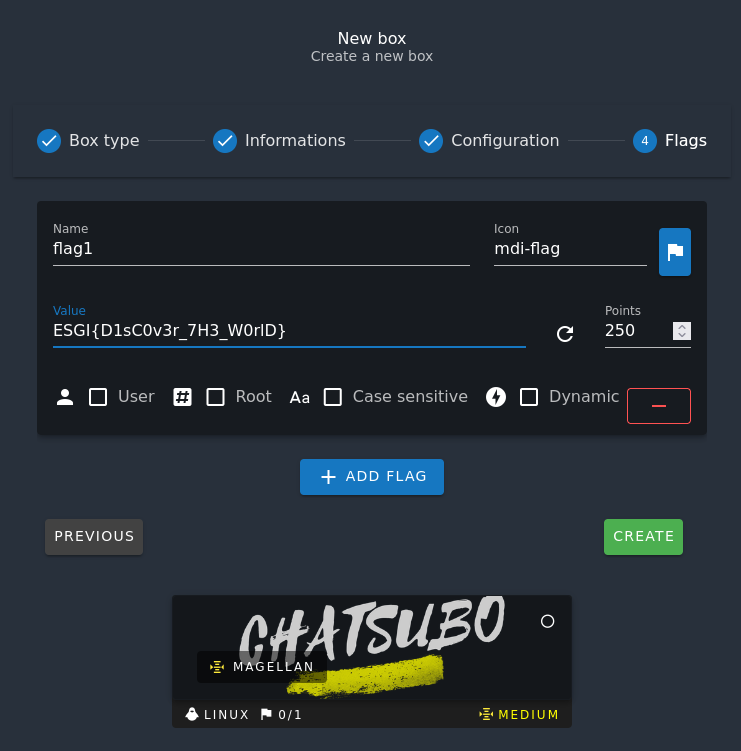 New box
Create a new box
Box type
Informations
Configuration
4 Flags
Name
flag1
Icon
mdi-flag
Value
ESGI{D1sC0v3r_7H3_W0rlD}
Points
250
User
# Root
Aa Case sensitive
Dynamic
ADD FLAG
PREVIOUS
CREATE
CHATSUBO
MAGELLAN
LINUX 0/1
MEDIUM